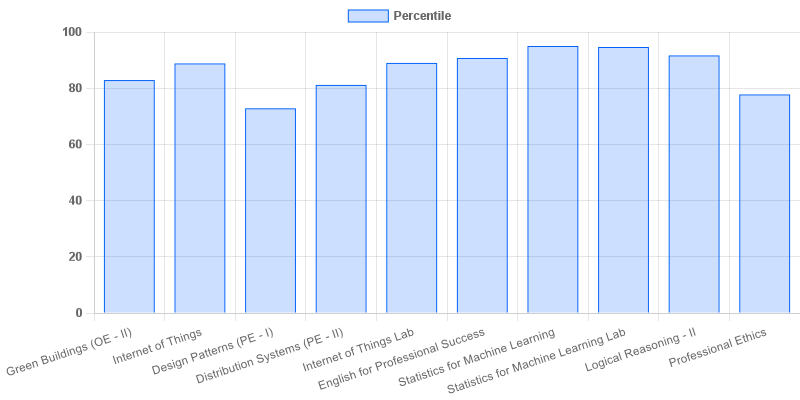 Percentile
100
80
60
40
20
0
Green Buildings (OE - II)
Internet of Things
Design Patterns (PE - I)
Distribution Systems (PE - II)
Internet of Things Lab
English for Professional Success
Statistics for Machine Learning
Statistics for Machine Learning Lab
Logical Reasoning - II
Professional Ethics